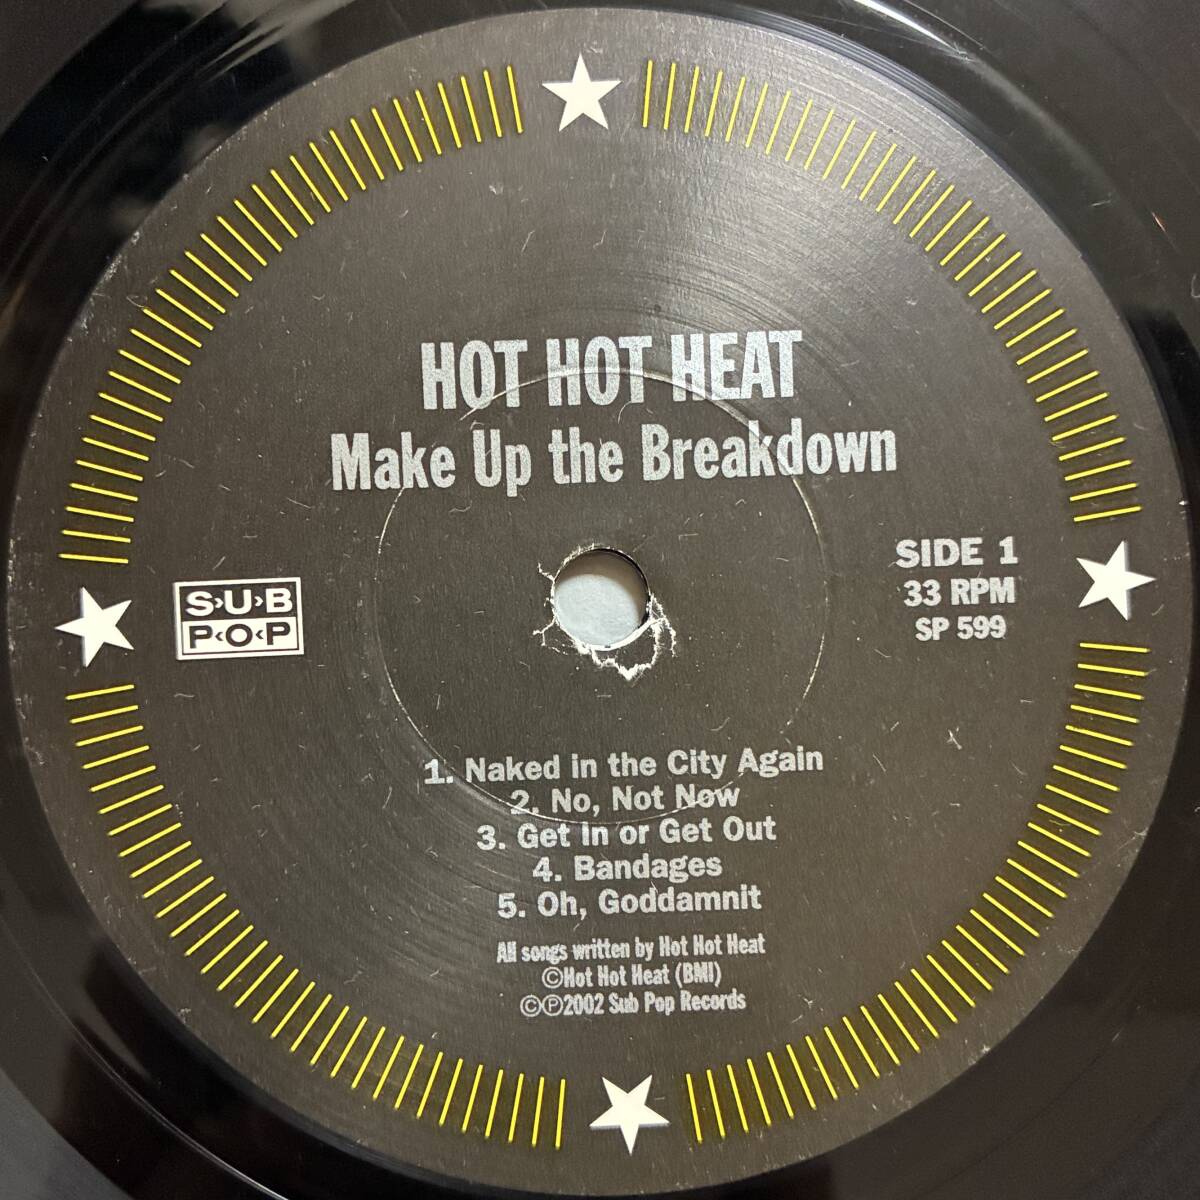 HOT HOT HEAT
Make Up the Breakdown
SIDE 1
33 RPM
SP 599
S›U›B
P‹O‹P
1. Naked in the City Again
2. No, Not Now
3. Get In or Get Out
4. Bandages
5. Oh, Goddamnit
All songs written by Hot Hot Heat
©Hot Hot Heat (BMI)
©℗2002 Sub Pop Records